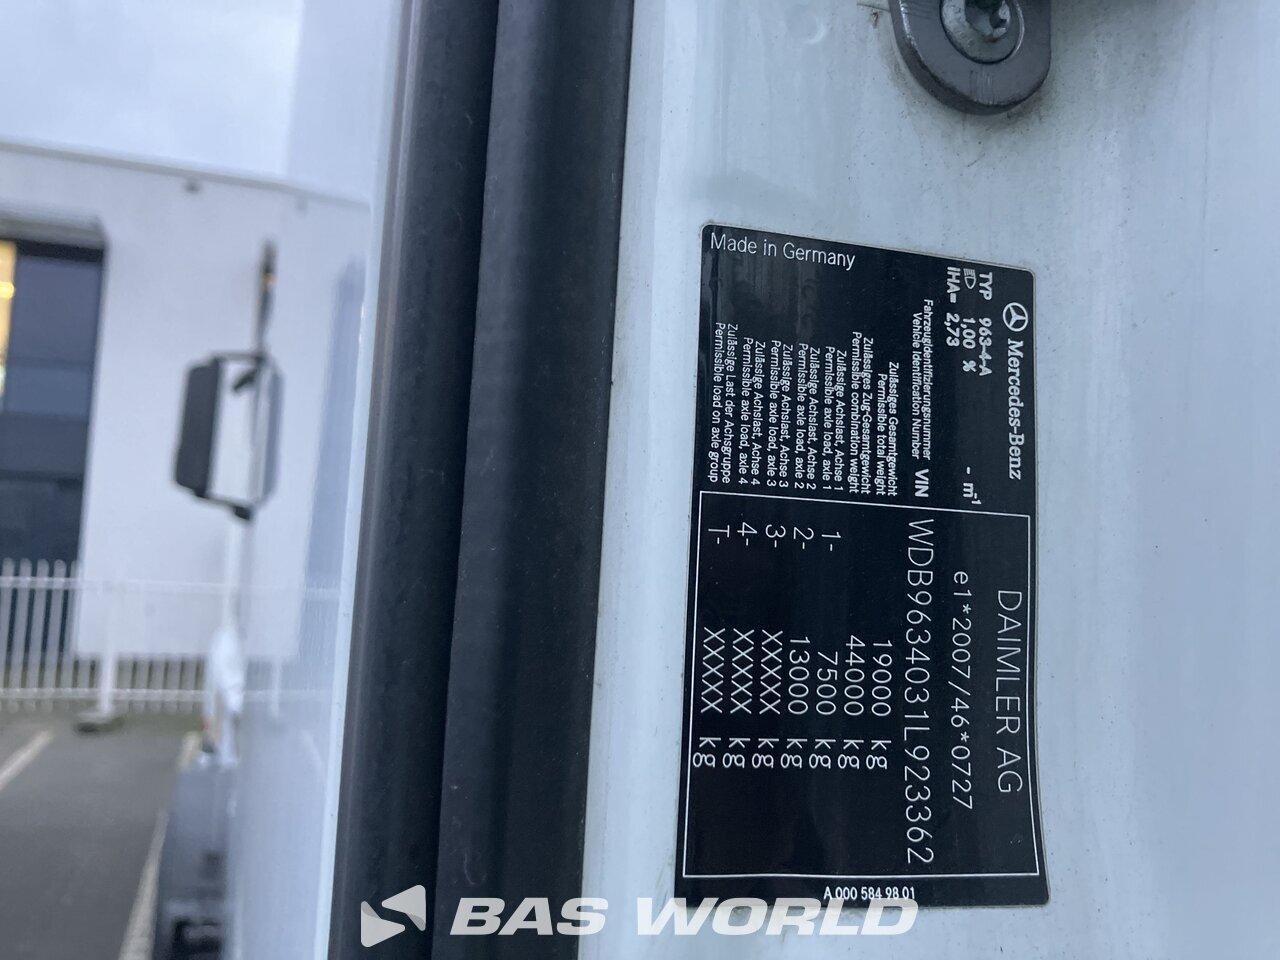 Mercedes-Benz
TYP 963-4-A
1,00 %
- m⁻¹
IHA= 2,73
DAIMLER AG
e1*2007/46*0727
Fahrzeugidentifizierungsnummer
Vehicle Identification Number VIN WDB9634031L923362
Zulässiges Gesamtgewicht
Permissible total weight 19000 kg
Zulässiges Zug-Gesamtgewicht
Permissible combination weight 44000 kg
Zulässige Achslast, Achse 1
Permissible axle load, axle 1 1- 7500 kg
Zulässige Achslast, Achse 2
Permissible axle load, axle 2 2- 13000 kg
Zulässige Achslast, Achse 3
Permissible axle load, axle 3 3- XXXXX kg
Zulässige Achslast, Achse 4
Permissible axle load, axle 4 4- XXXXX kg
Zulässige Last der Achsgruppe
Permissible load on axle group T- XXXXX kg
Made in Germany
A 000 584 98 01
BAS WORLD